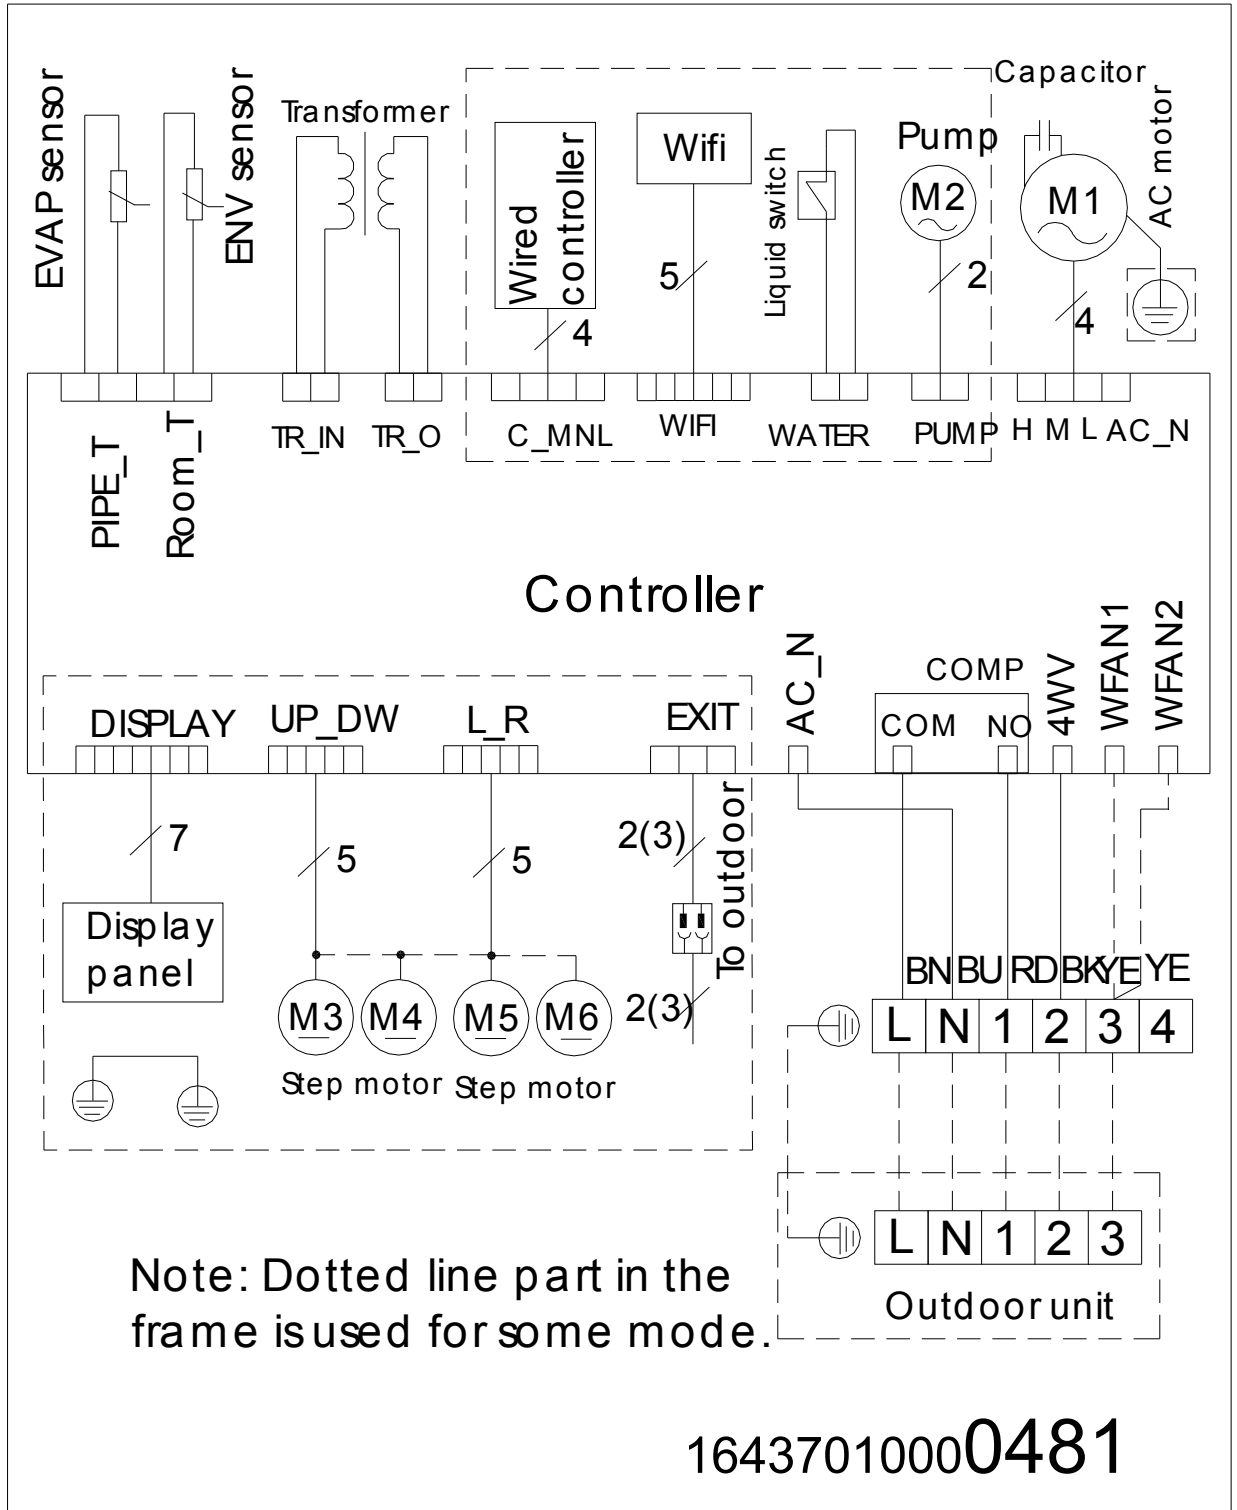 EVAP sensor
ENV sensor
Transformer
Wired
controller
Wifi
Liquid switch
Pump
M2
Capacitor
AC motor
M1
4
5
2
4
PIPE_T
Room_T
TR_IN
TR_O
C_MNL
WIFI
WATER
PUMP
H M L AC_N
Controller
DISPLAY
UP_DW
L_R
EXIT
AC_N
COMP
COM
NO
4WV
WFAN1
WFAN2
7
5
5
2(3)
To outdoor
2(3)
Display
panel
M3
M4
M5
M6
Step motor
Step motor
BN BU RD BK YE YE
L N 1 2 3 4
L N 1 2 3
Outdoor unit
Note: Dotted line part in the
frame is used for some mode.
16437010000481